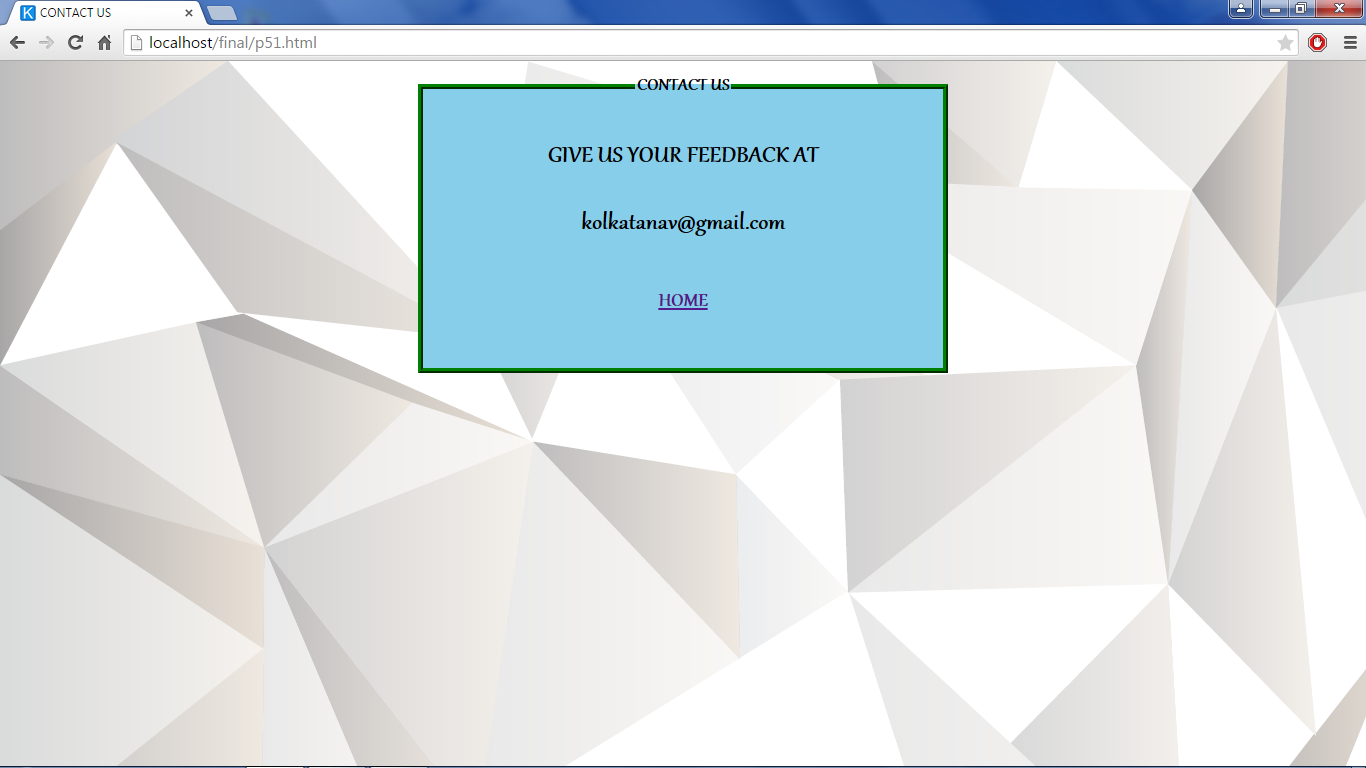 CONTACT US
localhost/final/p51.html
CONTACT US
GIVE US YOUR FEEDBACK AT
kolkatanav@gmail.com
HOME